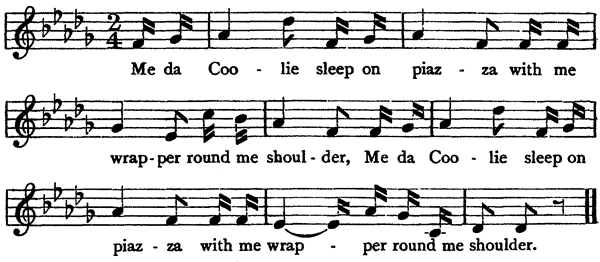 2
4
Me da Coo - lie sleep on piaz - za with me
wrap-per round me shoul-der, Me da Coo - lie sleep on
piaz - za with me wrap - per round me shoulder.